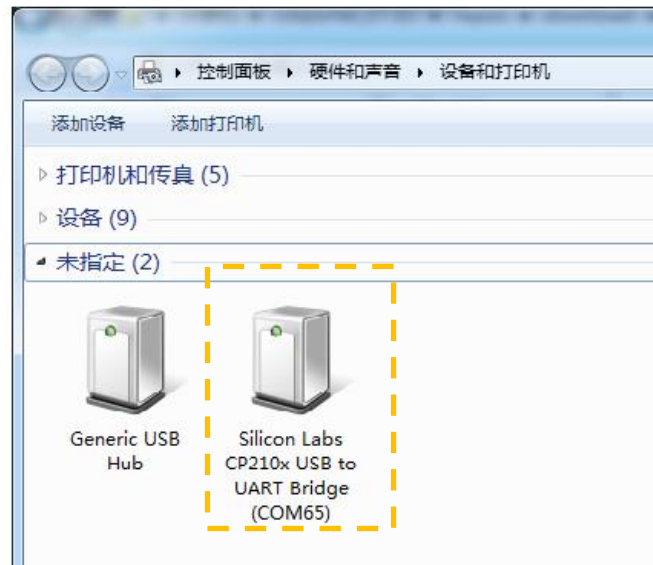 控制面板 ▸ 硬件和声音 ▸ 设备和打印机
添加设备 添加打印机
打印机和传真 (5)
设备 (9)
未指定 (2)
Generic USB
Hub
Silicon Labs
CP210x USB to
UART Bridge
(COM65)